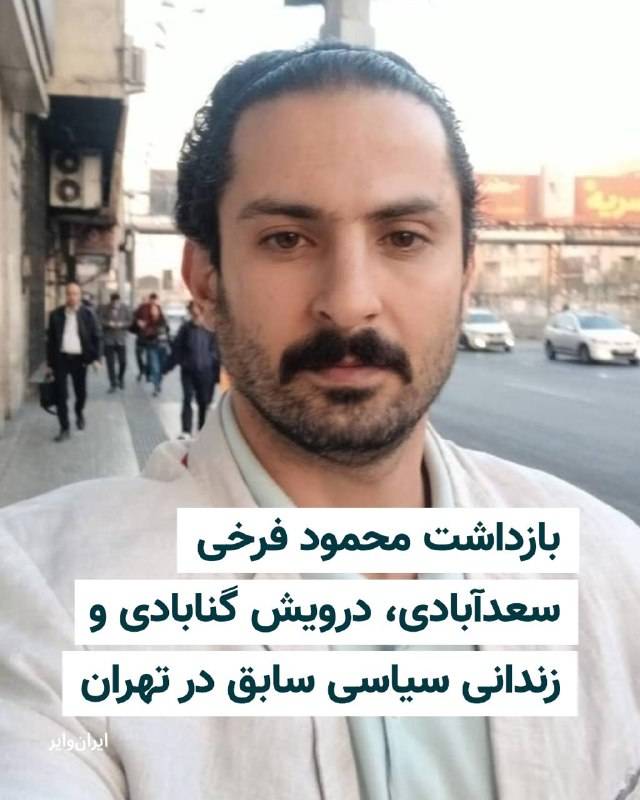 بازداشت محمود فرخی
سعدآبادی، درویش گنابادی و
زندانی سیاسی سابق در تهران
ایران‌وایر